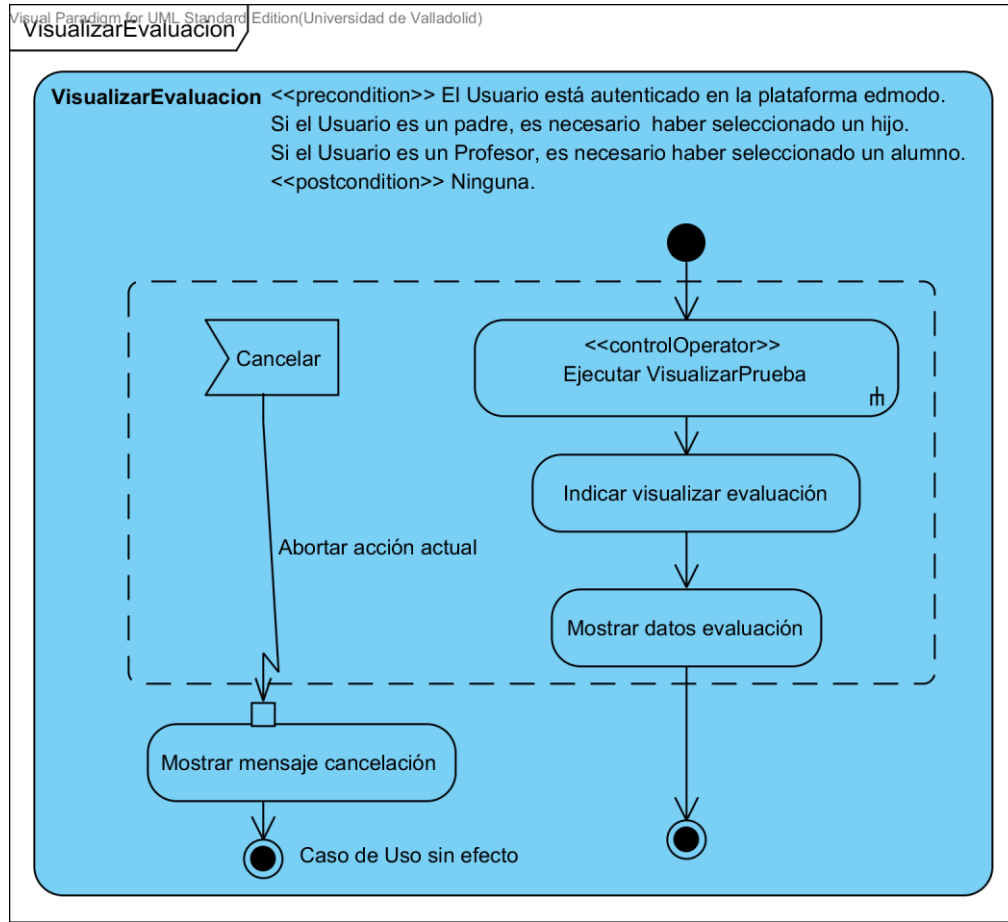 Visual Paradigm for UML Standard Edition(Universidad de Valladolid)
VisualizarEvaluacion
VisualizarEvaluacion <<precondition>> El Usuario está autenticado en la plataforma edmodo.
Si el Usuario es un padre, es necesario haber seleccionado un hijo.
Si el Usuario es un Profesor, es necesario haber seleccionado un alumno.
<<postcondition>> Ninguna.
Cancelar
<<controlOperator>>
Ejecutar VisualizarPrueba
Indicar visualizar evaluación
Abortar acción actual
Mostrar datos evaluación
Mostrar mensaje cancelación
Caso de Uso sin efecto